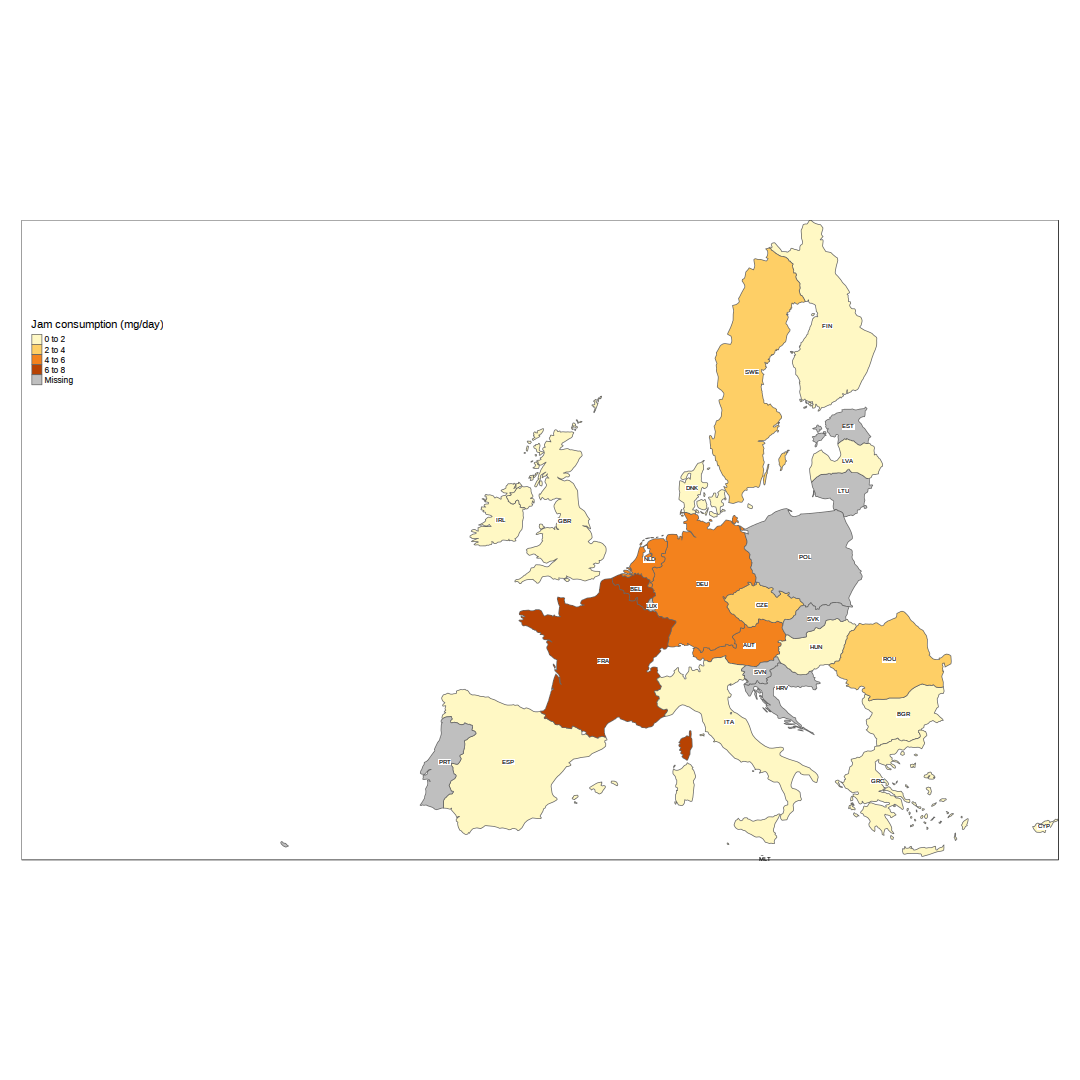 Jam consumption (mg/day)
0 to 2
2 to 4
4 to 6
6 to 8
Missing
FIN
SWE
EST
LVA
LTU
DNK
IRL
GBR
POL
NLD
DEU
BEL
LUX
CZE
SVK
AUT
HUN
ROU
FRA
SVN
HRV
BGR
ITA
PRT
ESP
GRC
CYP
MLT